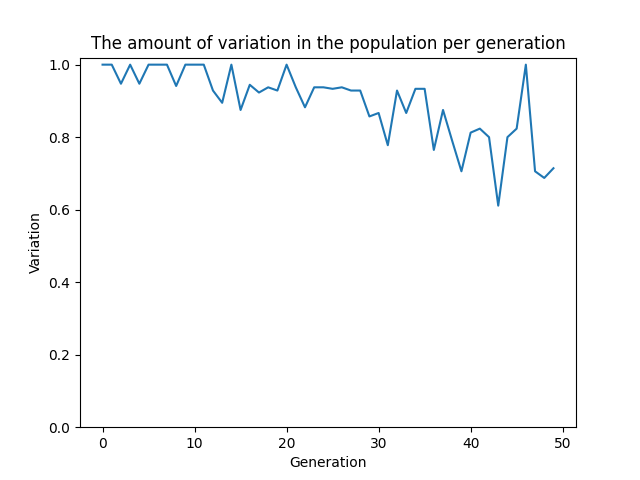 The amount of variation in the population per generation
1.0
0.8
0.6
0.4
0.2
0.0
Variation
0 10 20 30 40 50
Generation